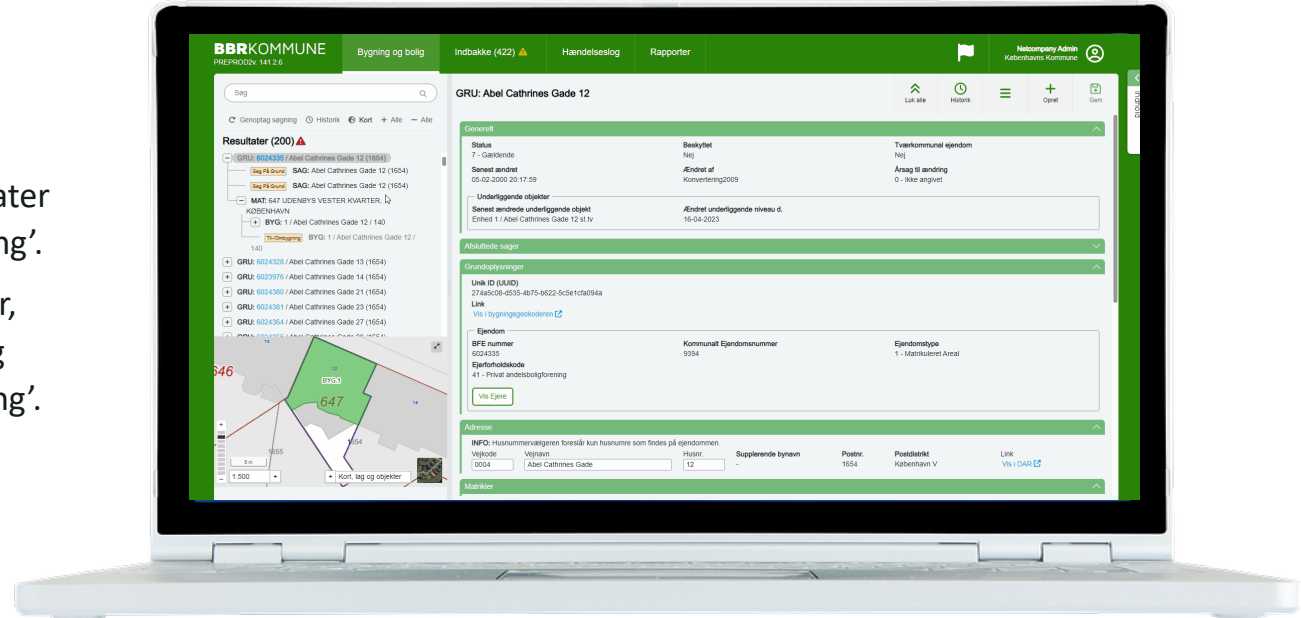 ater
ng’.
r,
g
ng’.
BBRKOMMUNE
PREPROD2v. 141 2.6
Bygning og bolig
Indbakke (422)
Hændelseslog
Rapporter
Netcompany Admin
Københavns Kommune
Søg
Genoptag søgning Historik Kort + Alle − Alle
Resultater (200)
GRU: 6024335 / Abel Cathrines Gade 12 (1654)
Sag På Grund SAG: Abel Cathrines Gade 12 (1654)
Sag På Grund SAG: Abel Cathrines Gade 12 (1654)
MAT: 647 UDENBYS VESTER KVARTER,
KØBENHAVN
BYG: 1 / Abel Cathrines Gade 12 / 140
Til-/Ombygning BYG: 1 / Abel Cathrines Gade 12 /
140
GRU: 6024328 / Abel Cathrines Gade 13 (1654)
GRU: 6023976 / Abel Cathrines Gade 14 (1654)
GRU: 6024380 / Abel Cathrines Gade 21 (1654)
GRU: 6024381 / Abel Cathrines Gade 23 (1654)
GRU: 6024364 / Abel Cathrines Gade 27 (1654)
646
12
BYG.1
647
14
1654
1655
5 m
1:500
Kort, lag og objekter
GRU: Abel Cathrines Gade 12
Luk alle
Historik
Opret
Gem
Indhold
Generelt
Status Beskyttet Tværkommunal ejendom
7 - Gældende Nej Nej
Senest ændret Ændret af Årsag til ændring
05-02-2000 20:17:59 Konvertering2009 0 - Ikke angivet
Underliggende objekter
Senest ændrede underliggende objekt Ændret underliggende niveau d.
Enhed 1 / Abel Cathrines Gade 12 st.tv 16-04-2023
Afsluttede sager
Grundoplysninger
Unik ID (UUID)
274a5c08-d535-4b75-b622-5c5e1cfa094a
Link
Vis i bygningsgeokoderen
Ejendom
BFE nummer Kommunalt Ejendomsnummer Ejendomstype
6024335 9394 1 - Matrikuleret Areal
Ejerforholdskode
41 - Privat andelsboligforening
Vis Ejere
Adresse
INFO: Husnummervælgeren foreslår kun husnumre som findes på ejendommen.
Vejkode Vejnavn Husnr. Supplerende bynavn Postnr. Postdistrikt Link
0004 Abel Cathrines Gade 12 - 1654 København V Vis i DAR
Matrikler